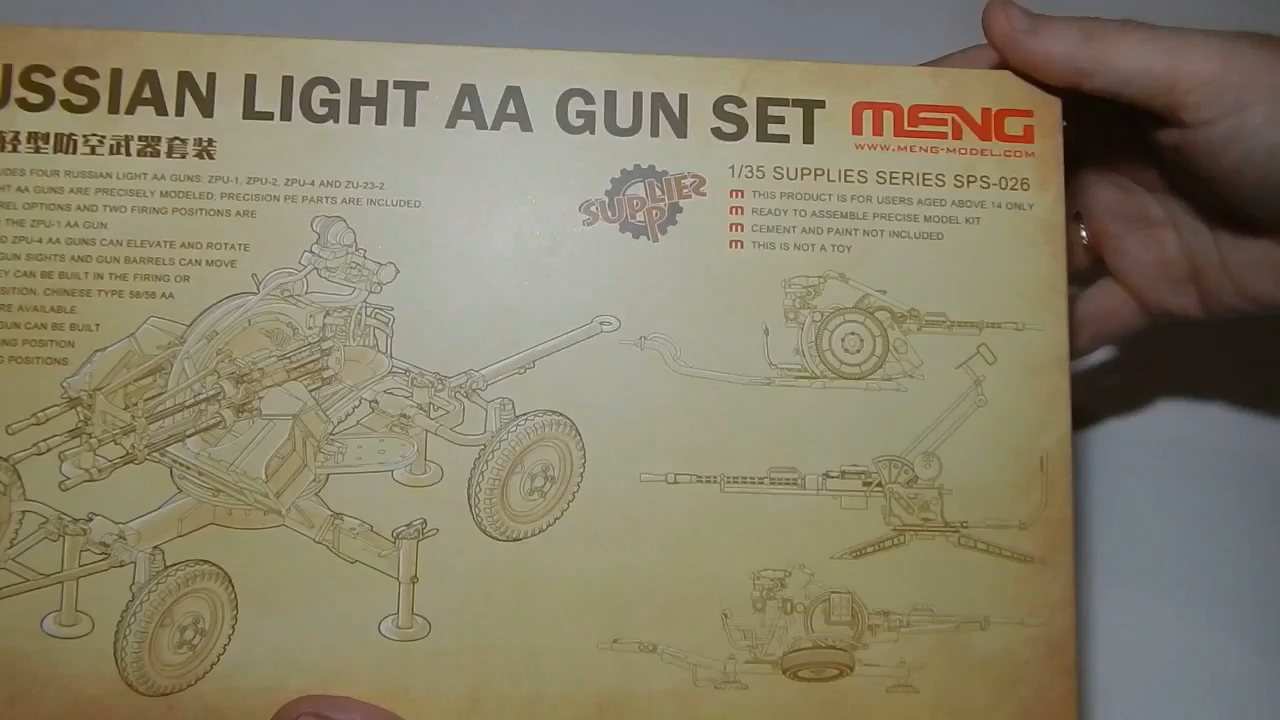 USSIAN LIGHT AA GUN SET
MENG
WWW.MENG-MODEL.COM
轻型防空武器套装
UDES FOUR RUSSIAN LIGHT AA GUNS: ZPU-1, ZPU-2, ZPU-4 AND ZU-23-2.
HT AA GUNS ARE PRECISELY MODELED; PRECISION PE PARTS ARE INCLUDED.
REL OPTIONS AND TWO FIRING POSITIONS ARE
THE ZPU-1 AA GUN.
D ZPU-4 AA GUNS CAN ELEVATE AND ROTATE
GUN SIGHTS AND GUN BARRELS CAN MOVE
EY CAN BE BUILT IN THE FIRING OR
SITION. CHINESE TYPE 58/56 AA
RE AVAILABLE.
GUN CAN BE BUILT
ING POSITION
G POSITIONS.
SUPPLIES
1/35 SUPPLIES SERIES SPS-026
THIS PRODUCT IS FOR USERS AGED ABOVE 14 ONLY
READY TO ASSEMBLE PRECISE MODEL KIT
CEMENT AND PAINT NOT INCLUDED
THIS IS NOT A TOY